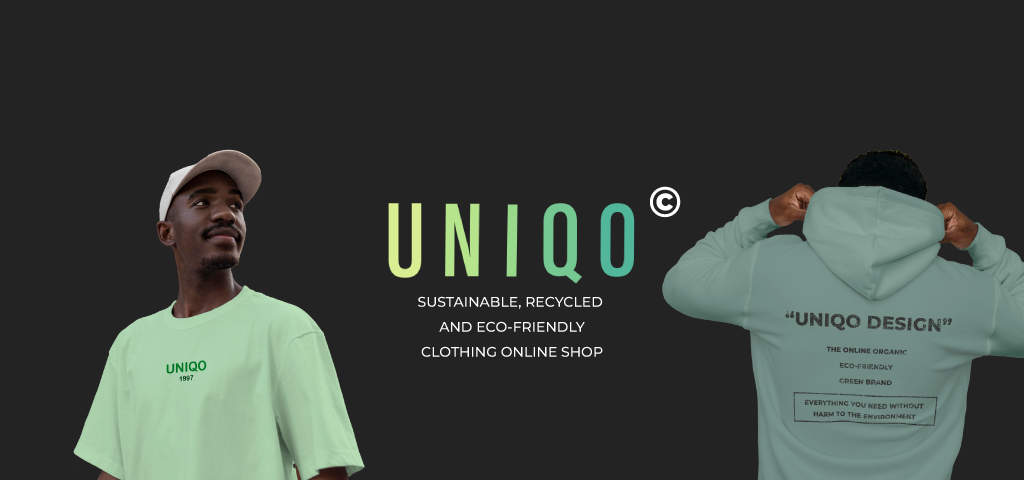 UNIQO
1997
UNIQO©
SUSTAINABLE, RECYCLED
AND ECO-FRIENDLY
CLOTHING ONLINE SHOP
“UNIQO DESIGN”
THE ONLINE ORGANIC
ECO-FRIENDLY
GREEN BRAND
EVERYTHING YOU NEED WITHOUT
HARM TO THE ENVIRONMENT